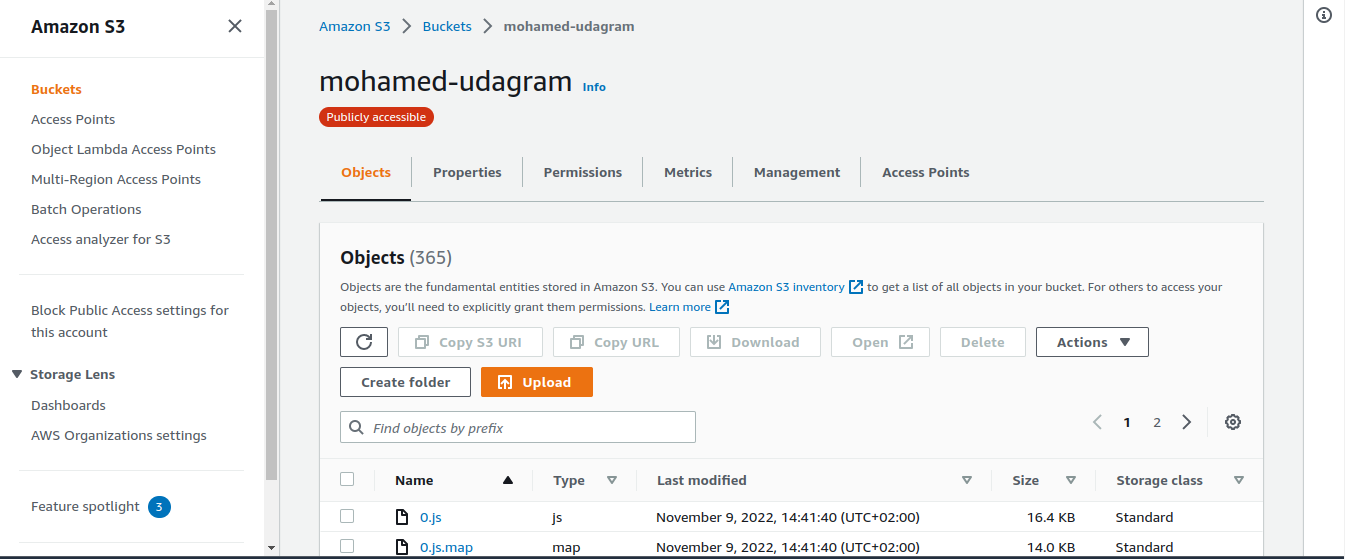 Amazon S3
Buckets
Access Points
Object Lambda Access Points
Multi-Region Access Points
Batch Operations
Access analyzer for S3
Block Public Access settings for
this account
Storage Lens
Dashboards
AWS Organizations settings
Feature spotlight 3
Amazon S3 Buckets mohamed-udagram
mohamed-udagram Info
Publicly accessible
Objects Properties Permissions Metrics Management Access Points
Objects (365)
Objects are the fundamental entities stored in Amazon S3. You can use Amazon S3 inventory to get a list of all objects in your bucket. For others to access your
objects, you'll need to explicitly grant them permissions. Learn more
Copy S3 URI Copy URL Download Open Delete Actions
Create folder Upload
Find objects by prefix 1 2
Name Type Last modified Size Storage class
0.js js November 9, 2022, 14:41:40 (UTC+02:00) 16.4 KB Standard
0.js.map map November 9, 2022, 14:41:40 (UTC+02:00) 14.0 KB Standard